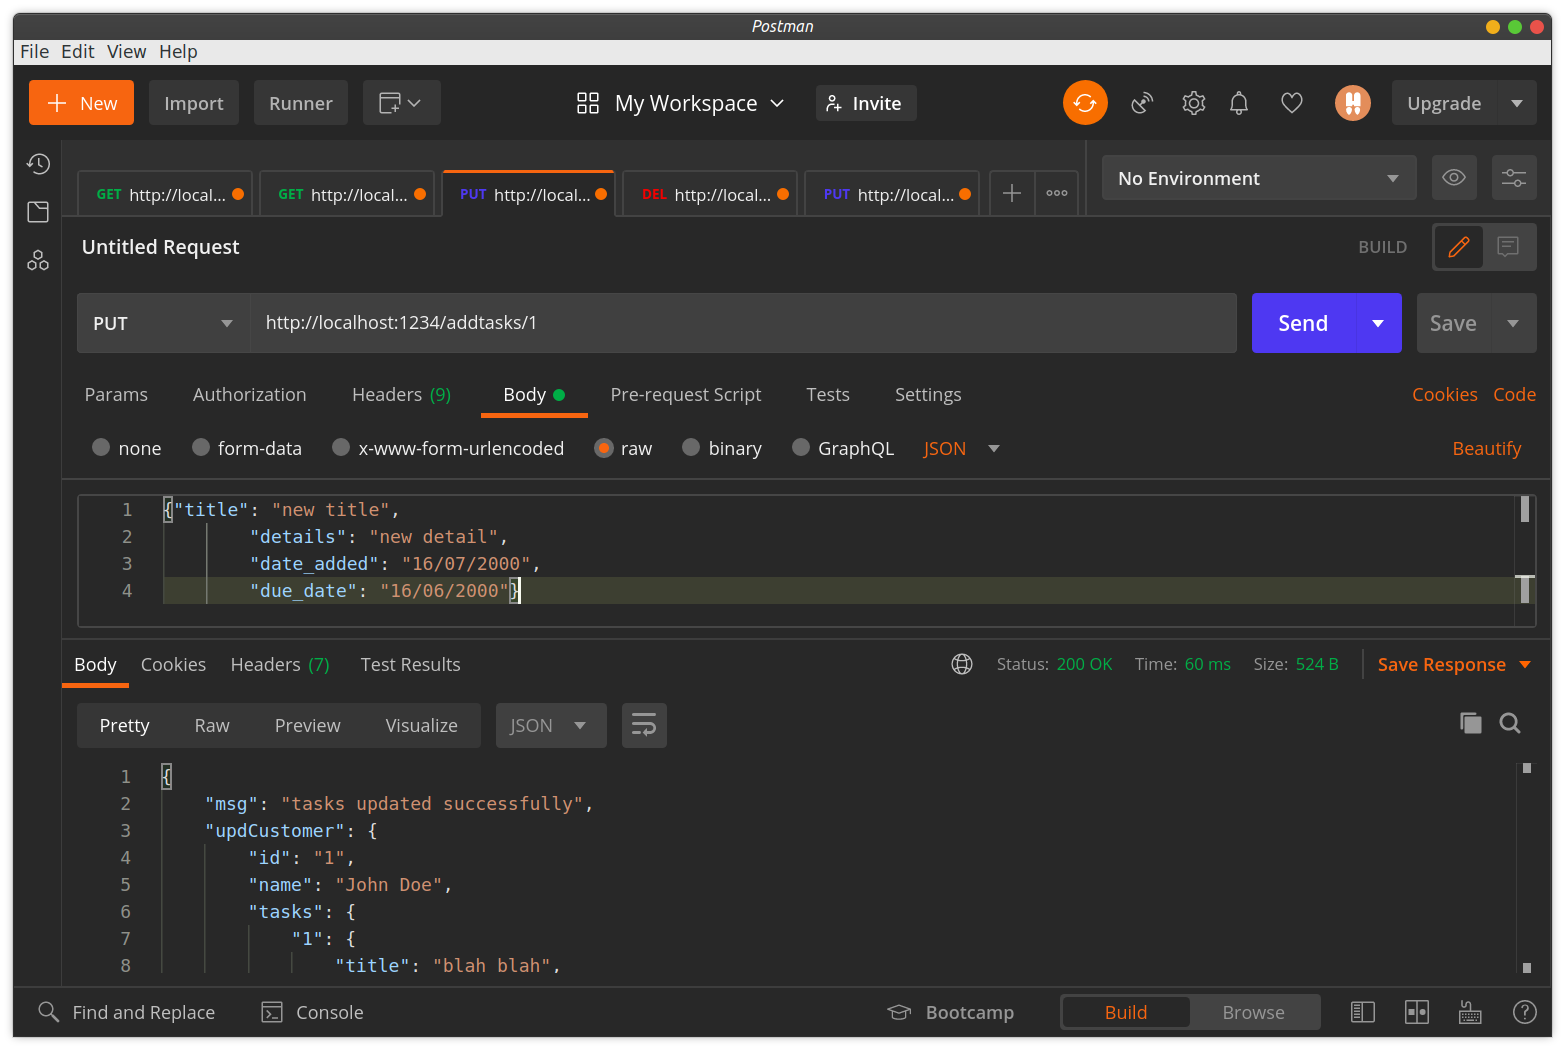 Postman
File Edit View Help
New Import Runner My Workspace Invite Upgrade
GET http://local... GET http://local... PUT http://local... DEL http://local... PUT http://local... No Environment
Untitled Request BUILD
PUT http://localhost:1234/addtasks/1 Send Save
Params Authorization Headers (9) Body Pre-request Script Tests Settings Cookies Code
none form-data x-www-form-urlencoded raw binary GraphQL JSON Beautify
1 {"title": "new title",
2 "details": "new detail",
3 "date_added": "16/07/2000",
4 "due_date": "16/06/2000"}
Body Cookies Headers (7) Test Results Status: 200 OK Time: 60 ms Size: 524 B Save Response
Pretty Raw Preview Visualize JSON
1 {
2 "msg": "tasks updated successfully",
3 "updCustomer": {
4 "id": "1",
5 "name": "John Doe",
6 "tasks": {
7 "1": {
8 "title": "blah blah",
Find and Replace Console Bootcamp Build Browse